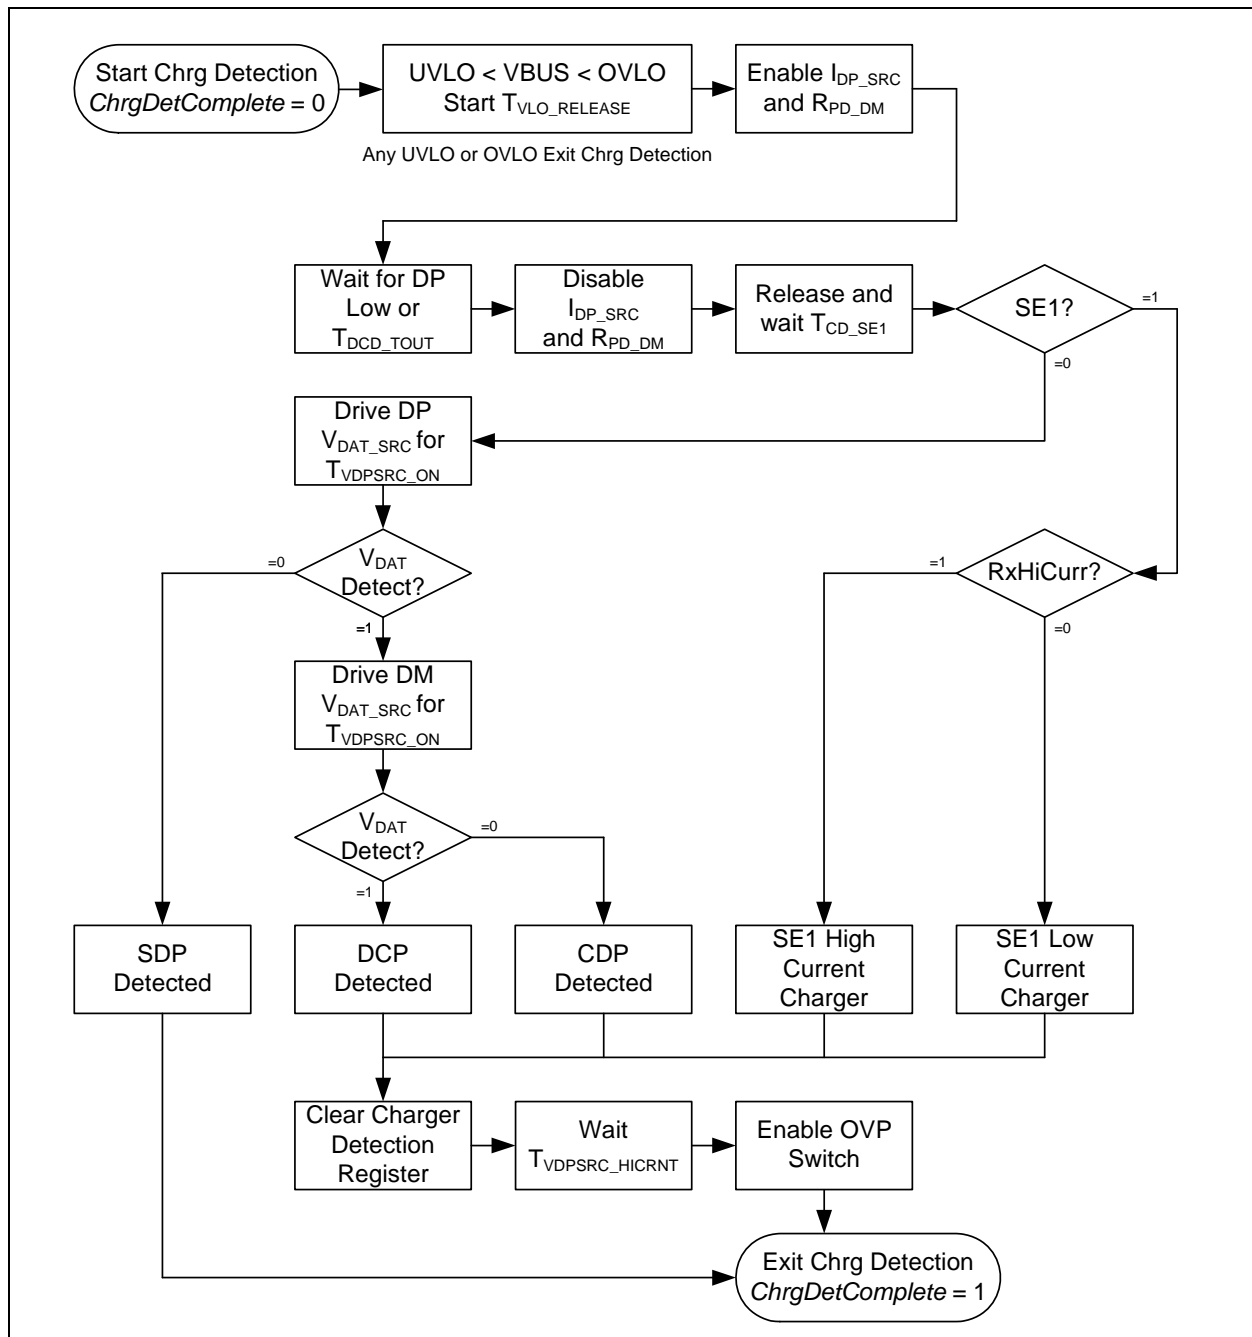 Start Chrg Detection
ChrgDetComplete = 0
UVLO < VBUS < OVLO
Start TVLO_RELEASE
Enable IDP_SRC
and RPD_DM
Any UVLO or OVLO Exit Chrg Detection
Wait for DP
Low or
TDCD_TOUT
Disable
IDP_SRC
and RPD_DM
Release and
wait TCD_SE1
SE1?
=1
=0
Drive DP
VDAT_SRC for
TVDPSRC_ON
VDAT
Detect?
=0
=1
RxHiCurr?
=1
=0
Drive DM
VDAT_SRC for
TVDPSRC_ON
VDAT
Detect?
=0
=1
SDP
Detected
DCP
Detected
CDP
Detected
SE1 High
Current
Charger
SE1 Low
Current
Charger
Clear Charger
Detection
Register
Wait
TVDPSRC_HICRNT
Enable OVP
Switch
Exit Chrg Detection
ChrgDetComplete = 1